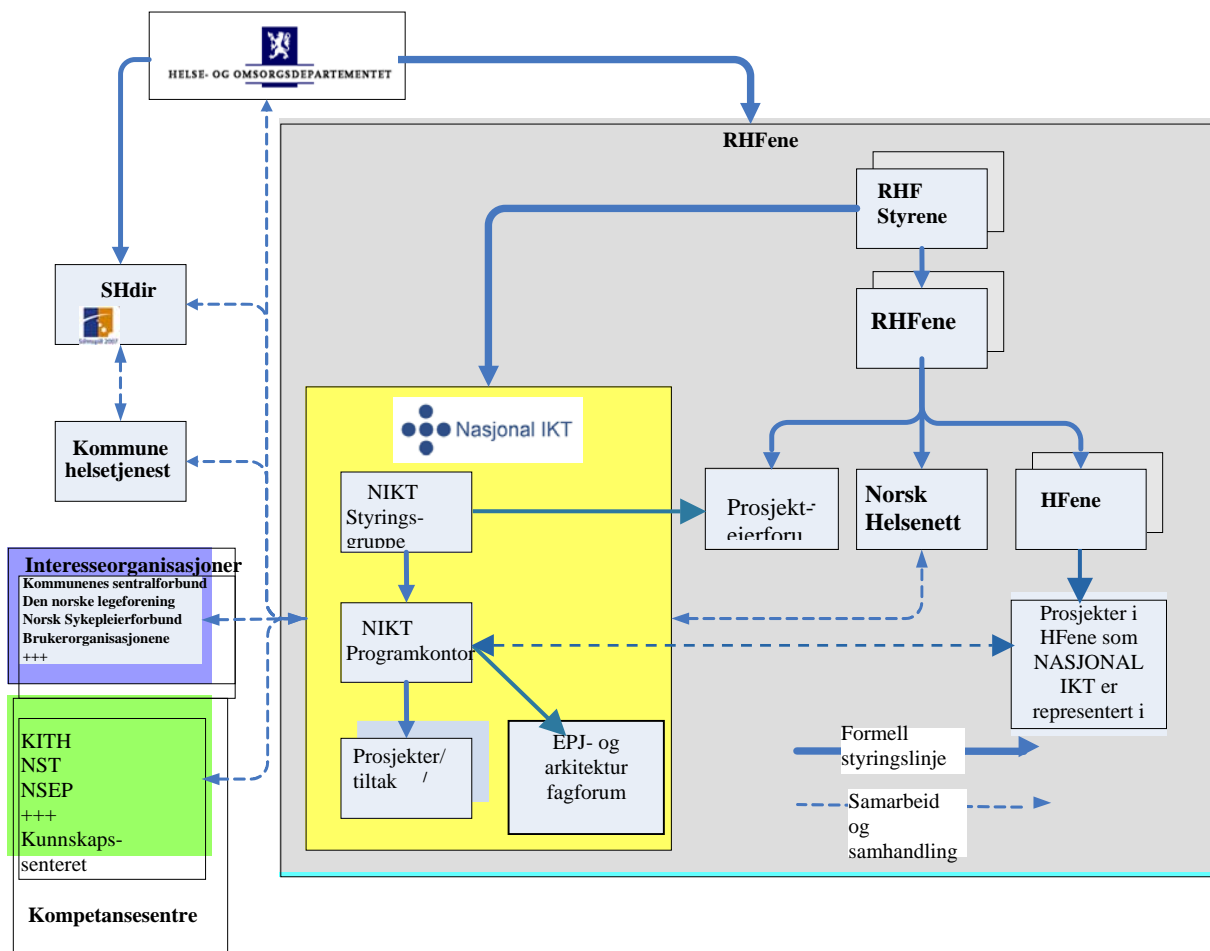 HELSE- OG OMSORGSDEPARTEMENTET
RHFene
RHF
Styrene
SHdir
RHFene
Nasjonal IKT
Kommune
helsetjenest
NIKT
Styrings-
gruppe
Prosjekt-
eierforu
Norsk
Helsenett
HFene
Interesseorganisasjoner
Kommunenes sentralforbund
Den norske legeforening
Norsk Sykepleierforbund
Brukerorganisasjonene
+++
NIKT
Programkontor
Prosjekter i
HFene som
NASJONAL
IKT er
representert i
KITH
NST
NSEP
+++
Kunnskaps-
senteret
Kompetansesentre
Prosjekter/
tiltak /
EPJ- og
arkitektur
fagforum
Formell
styringslinje
Samarbeid
og
samhandling